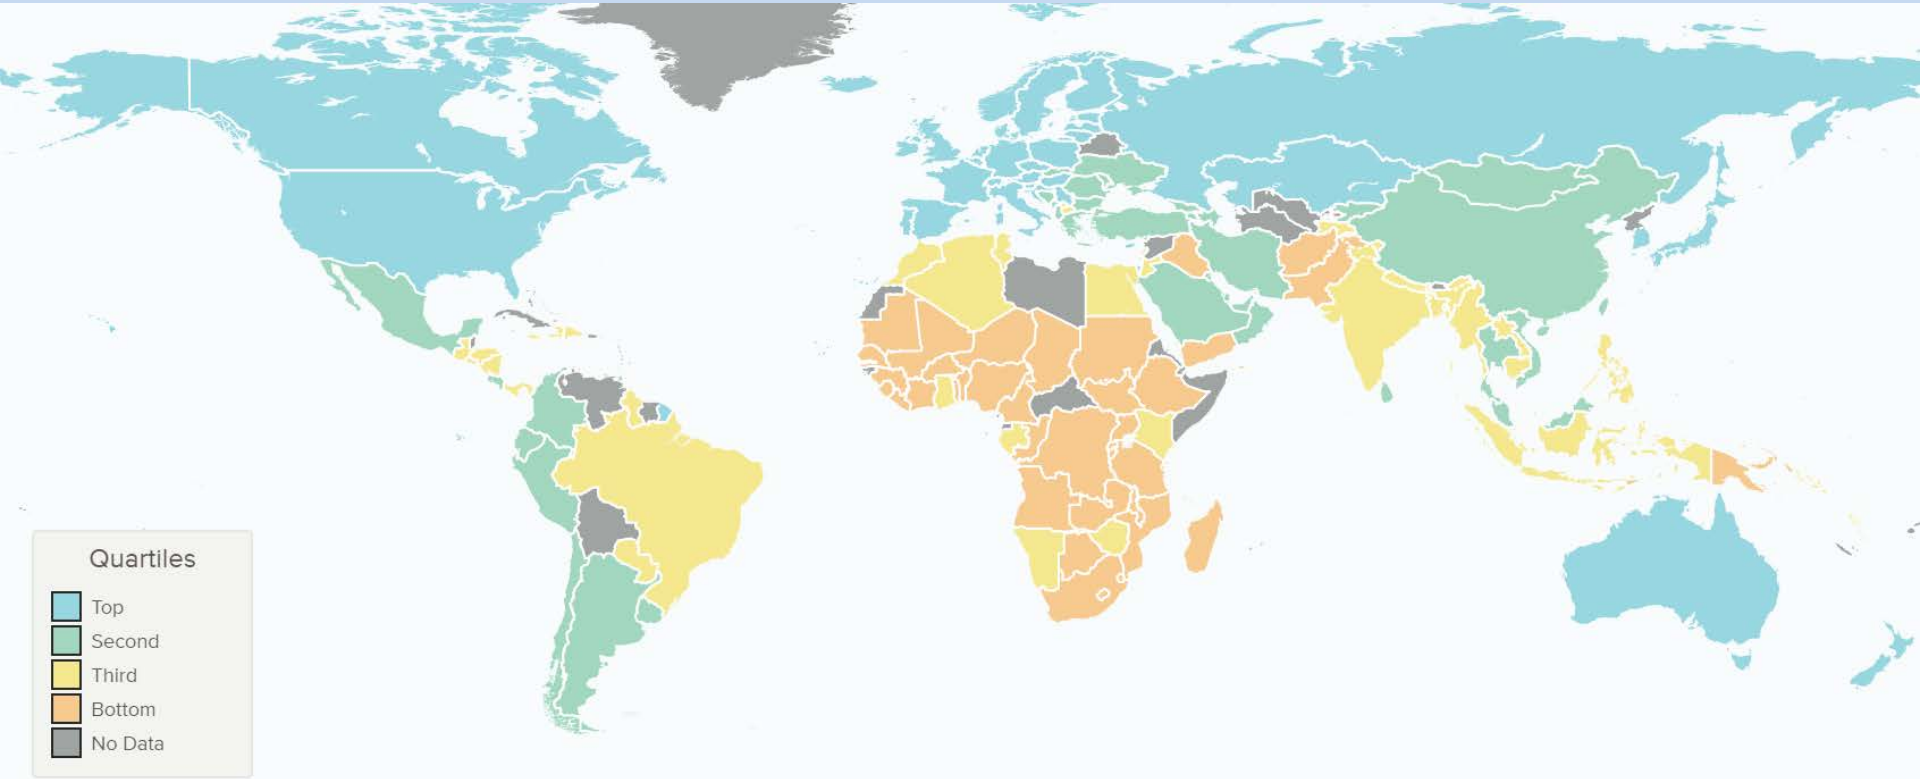 Quartiles
Top
Second
Third
Bottom
No Data